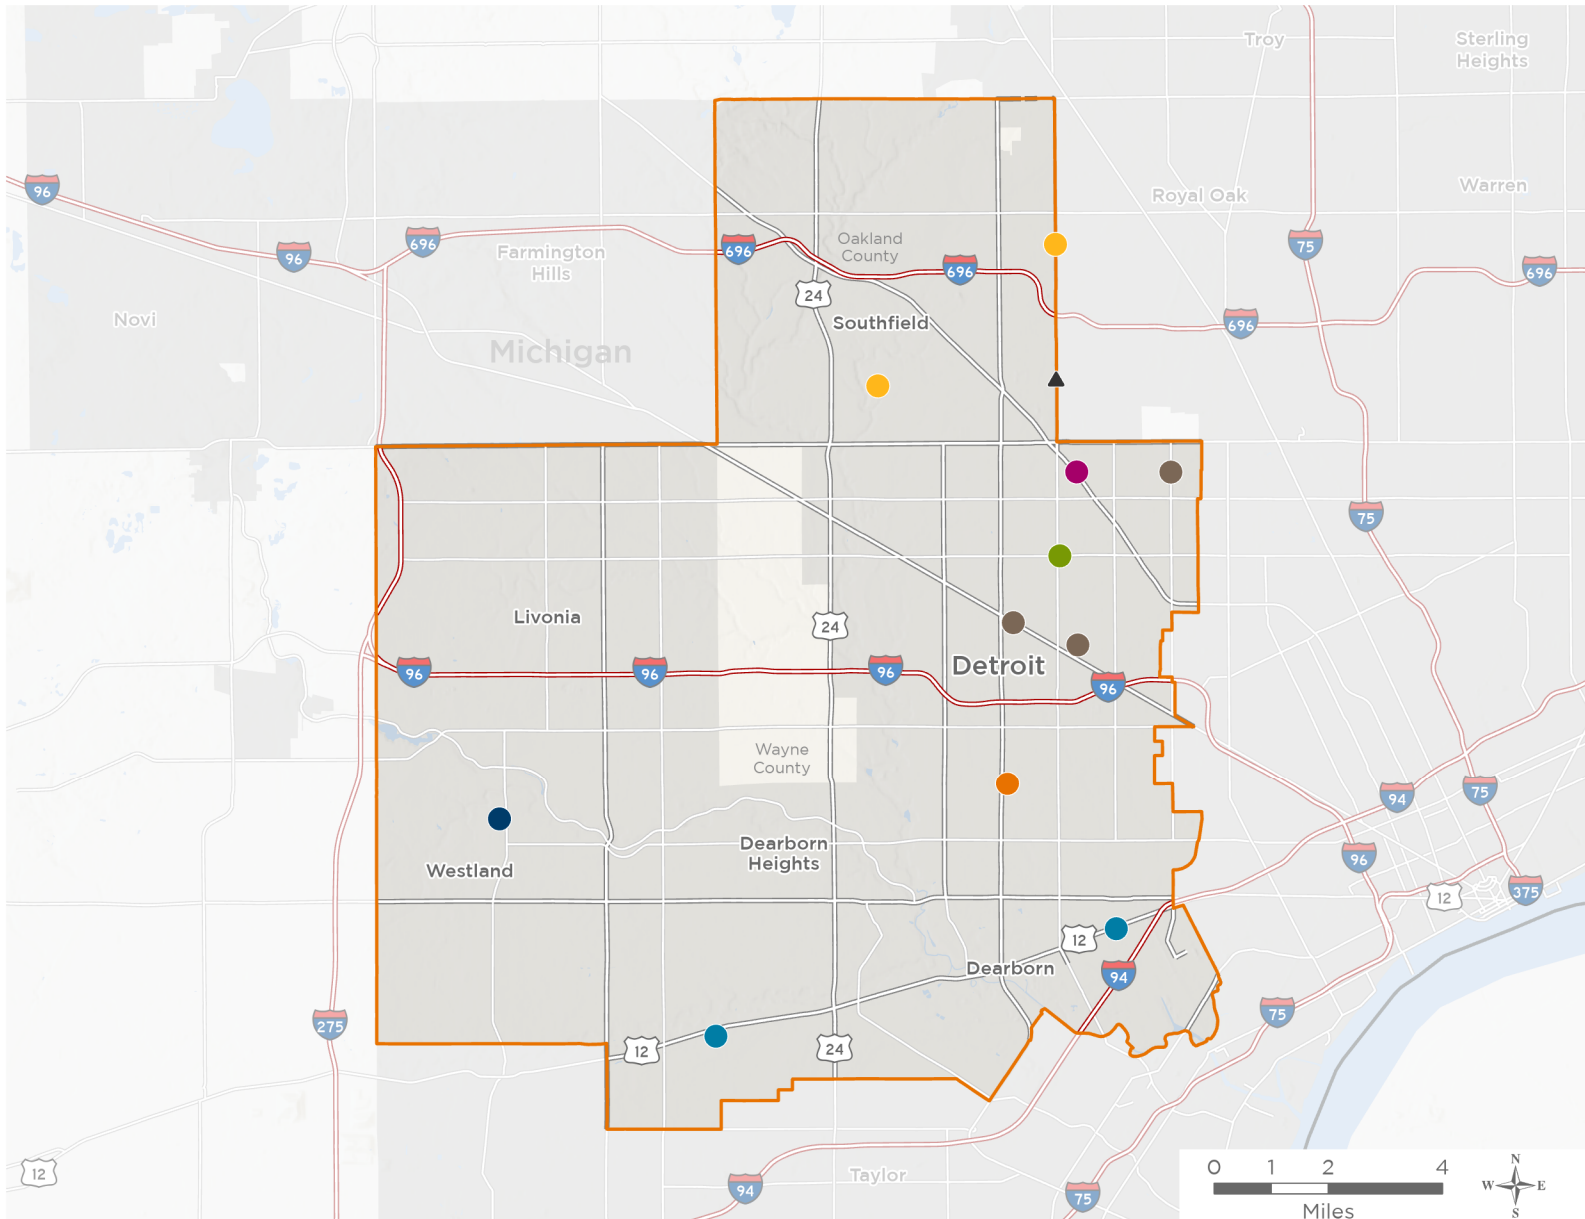 Troy
Sterling
Heights
96
Royal Oak
Warren
696
96
Farmington
Hills
696
Oakland
County
696
75
696
24
Novi
Southfield
696
Michigan
75
Livonia
24
96
96
96
Detroit
96
Wayne
County
94
75
Dearborn
Heights
96
Westland
12
375
12
Dearborn
94
275
75
12
24
12
94
Taylor
75
0 1 2 4
Miles
N
W E
S